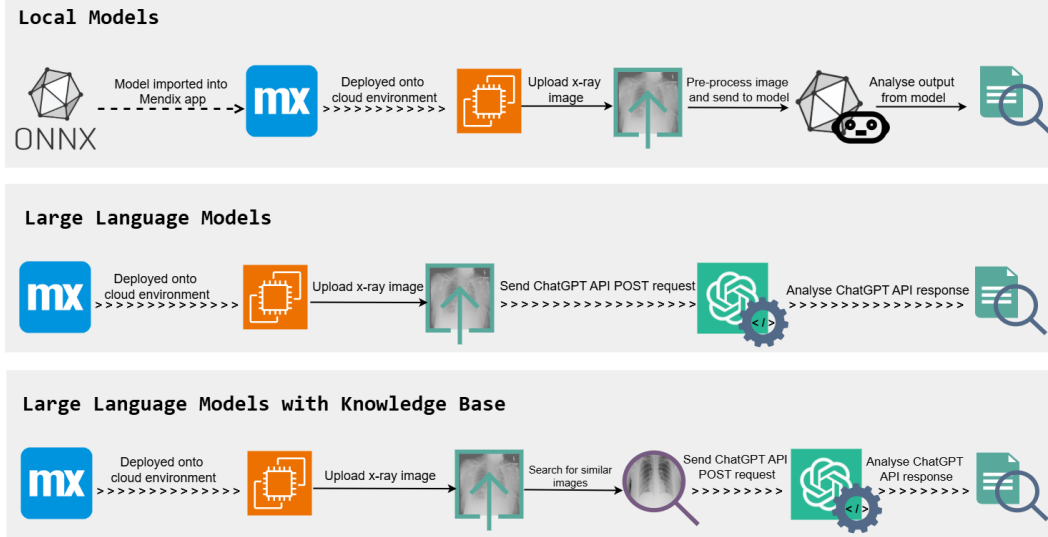 Local Models
ONNX
Model imported into
Mendix app
mx
Deployed onto
cloud environment
Upload x-ray
image
Pre-process image
and send to model
Analyse output
from model
Large Language Models
mx
Deployed onto
cloud environment
Upload x-ray image
Send ChatGPT API POST request
</>
Analyse ChatGPT API response
Large Language Models with Knowledge Base
mx
Deployed onto
cloud environment
Upload x-ray image
Search for similar
images
Send ChatGPT API
POST request
</>
Analyse ChatGPT
API response